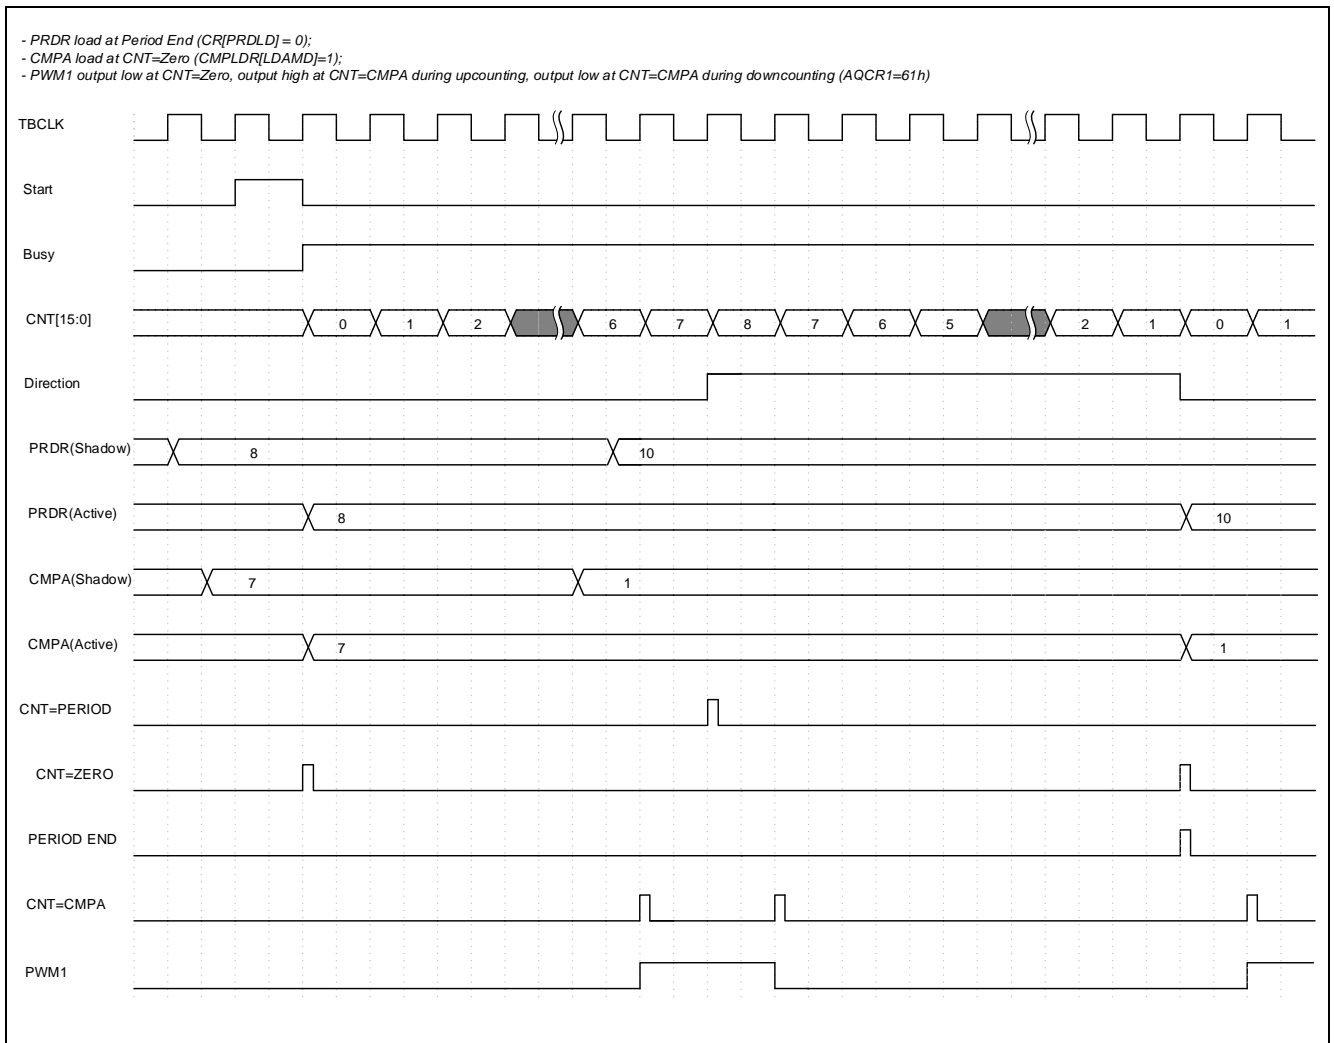 - PRDR load at Period End (CR[PRDLD] = 0);
- CMPA load at CNT=Zero (CMPLDR[LDAMD]=1);
- PWM1 output low at CNT=Zero, output high at CNT=CMPA during upcounting, output low at CNT=CMPA during downcounting (AQCR1=61h)
TBCLK
Start
Busy
CNT[15:0] 0 1 2 6 7 8 7 6 5 2 1 0 1
Direction
PRDR(Shadow) 8 10
PRDR(Active) 8 10
CMPA(Shadow) 7 1
CMPA(Active) 7 1
CNT=PERIOD
CNT=ZERO
PERIOD END
CNT=CMPA
PWM1